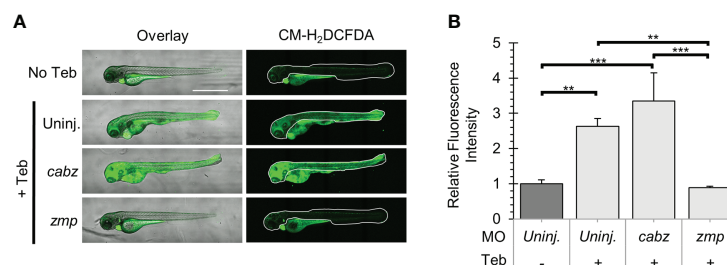 A
Overlay
CM-H₂DCFDA
No Teb
+ Teb
Uninj.
cabz
zmp
B
Relative Fluorescence
Intensity
5
4
3
2
1
0
**
***
**
***
MO Uninj. Uninj. cabz zmp
Teb - + + +